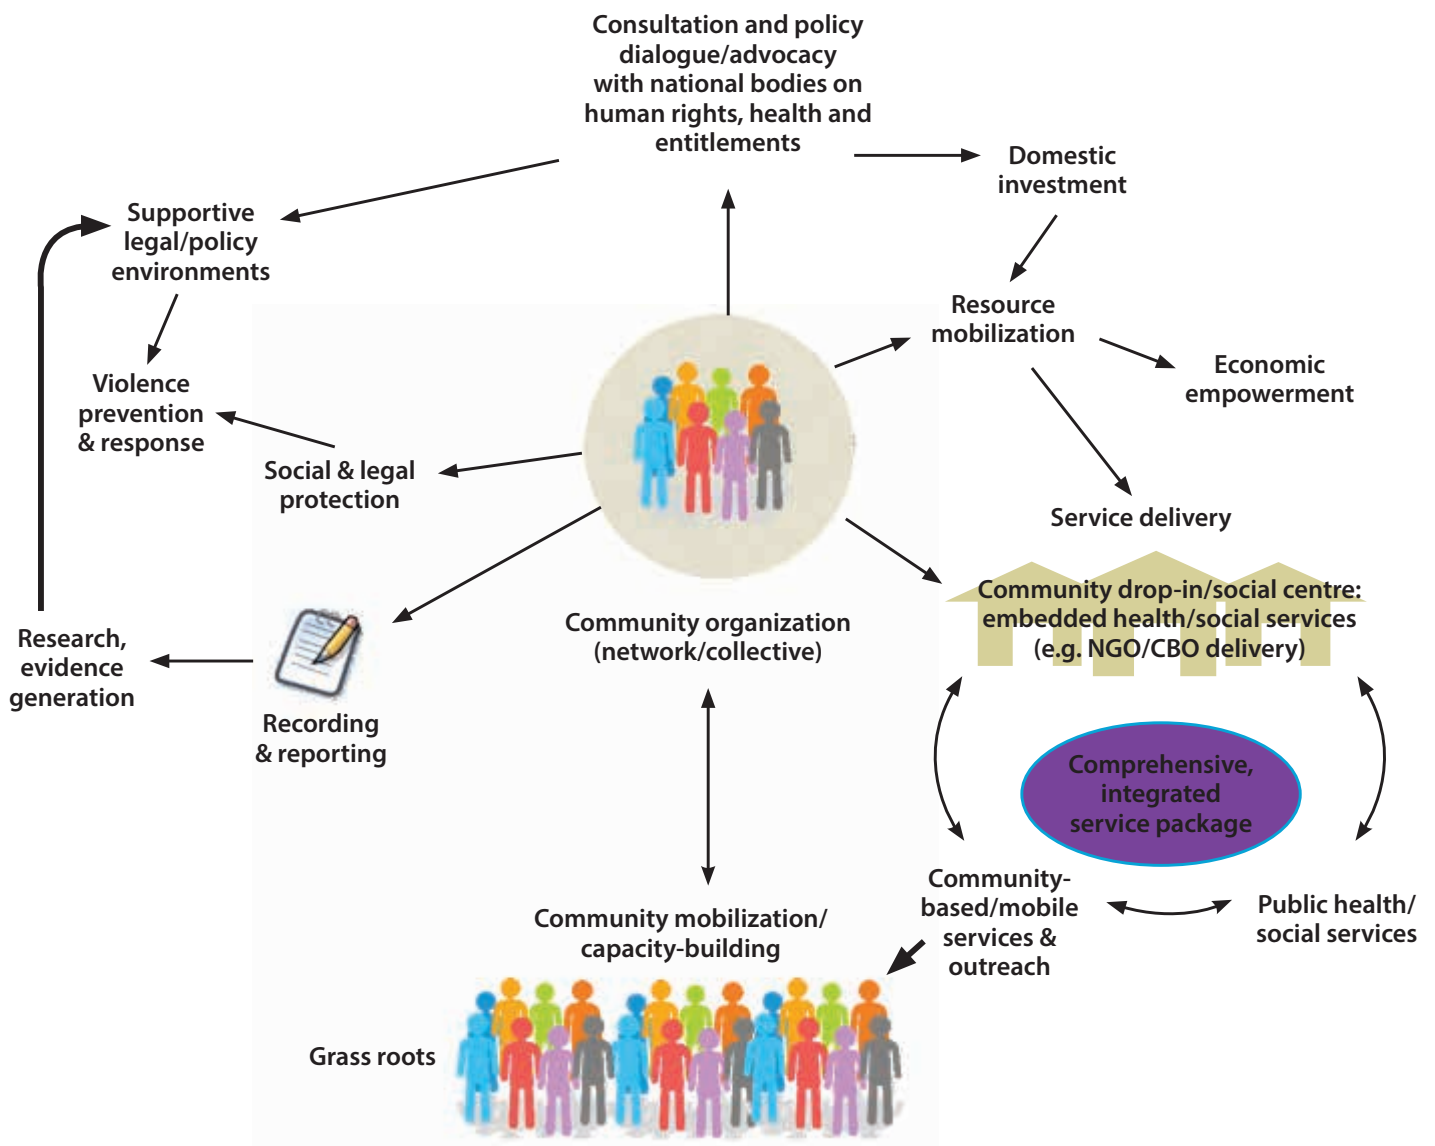 Consultation and policy
dialogue/advocacy
with national bodies on
human rights, health and
entitlements
Domestic
investment
Supportive
legal/policy
environments
Resource
mobilization
Economic
empowerment
Violence
prevention
& response
Social & legal
protection
Service delivery
Community drop-in/social centre:
embedded health/social services
(e.g. NGO/CBO delivery)
Community organization
(network/collective)
Research,
evidence
generation
Recording
& reporting
Comprehensive,
integrated
service package
Community-
based/mobile
services &
outreach
Public health/
social services
Community mobilization/
capacity-building
Grass roots